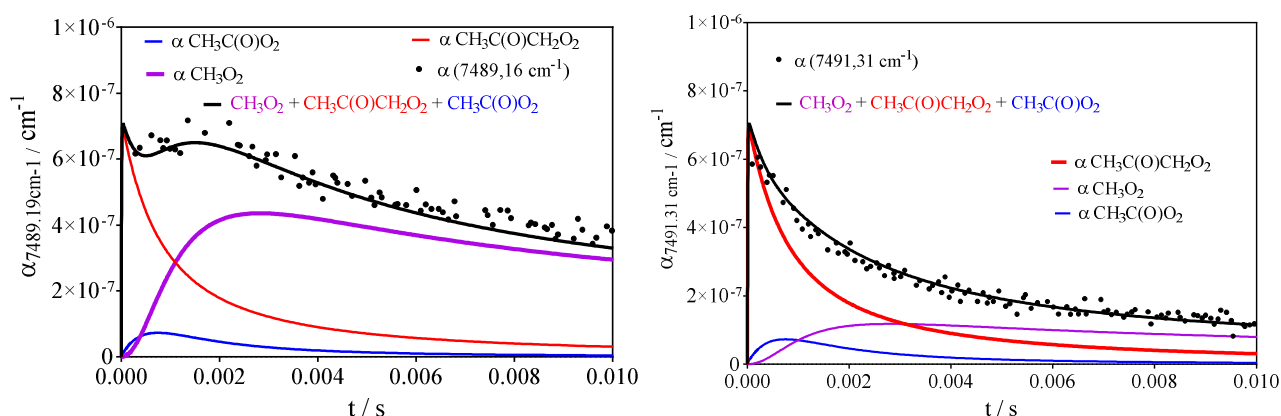 1×10⁻⁶
α CH₃C(O)O₂
α CH₃C(O)CH₂O₂
α CH₃O₂
α (7489,16 cm⁻¹)
CH₃O₂ + CH₃C(O)CH₂O₂ + CH₃C(O)O₂
8×10⁻⁷
6×10⁻⁷
4×10⁻⁷
2×10⁻⁷
0
α7489.19cm-1 / cm⁻¹
0.000 0.002 0.004 0.006 0.008 0.010
t / s
1×10⁻⁶
α (7491,31 cm⁻¹)
CH₃O₂ + CH₃C(O)CH₂O₂ + CH₃C(O)O₂
8×10⁻⁷
6×10⁻⁷
α CH₃C(O)CH₂O₂
α CH₃O₂
α CH₃C(O)O₂
4×10⁻⁷
2×10⁻⁷
0
α7491.31 cm-1 / cm⁻¹
0.000 0.002 0.004 0.006 0.008 0.010
t / s